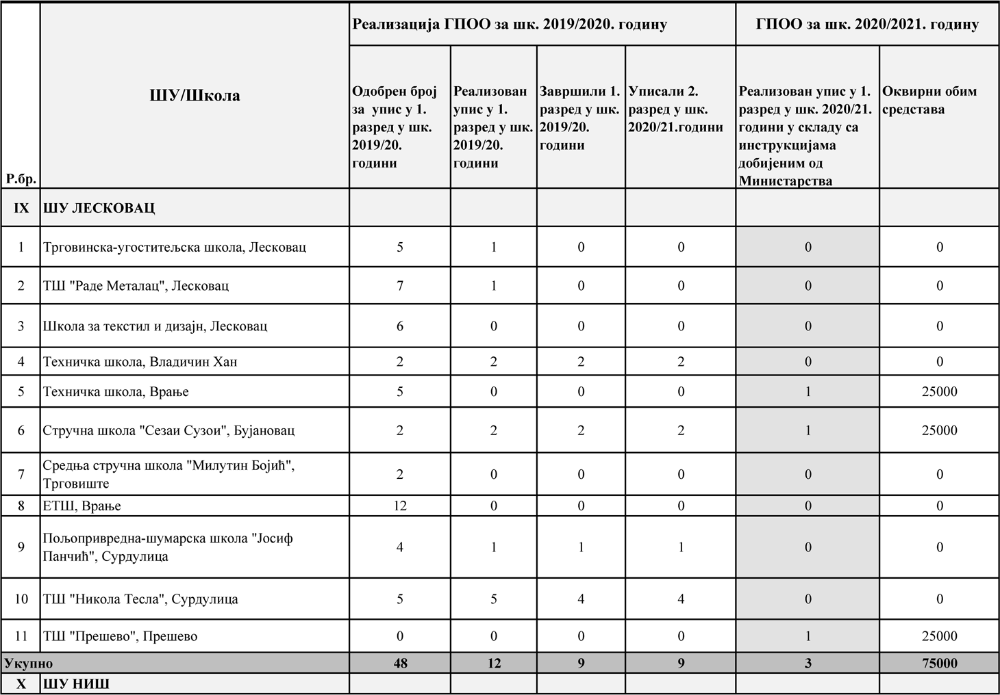 Реализација ГПОО за шк. 2019/2020. годину
ГПОО за шк. 2020/2021. годину
Р.бр.
ШУ/Школа
Одобрен број
за упис у 1.
разред у шк.
2019/20.
години
Реализован
упис у 1.
разред у шк.
2019/20.
години
Завршили 1.
разред у шк.
2019/20.
години
Уписали 2.
разред у шк.
2020/21.години
Реализован упис у 1.
разред у шк. 2020/21.
години у складу са
инструкцијама
добијеним од
Министарства
Оквирни обим
средстава
IX ШУ ЛЕСКОВАЦ
1 Трговинска-угоститељска школа, Лесковац 5 1 0 0 0 0
2 ТШ "Раде Металац", Лесковац 7 1 0 0 0 0
3 Школа за текстил и дизајн, Лесковац 6 0 0 0 0 0
4 Техничка школа, Владичин Хан 2 2 2 2 0 0
5 Техничка школа, Врање 5 0 0 0 1 25000
6 Стручна школа "Сезаи Сузои", Бујановац 2 2 2 2 1 25000
7 Средња стручна школа "Милутин Бојић",
Трговиште 2 0 0 0 0 0
8 ЕТШ, Врање 12 0 0 0 0 0
9 Пољопривредна-шумарска школа "Јосиф
Панчић", Сурдулица 4 1 1 1 0 0
10 ТШ "Никола Тесла", Сурдулица 5 5 4 4 0 0
11 ТШ "Прешево", Прешево 0 0 0 0 1 25000
Укупно 48 12 9 9 3 75000
X ШУ НИШ